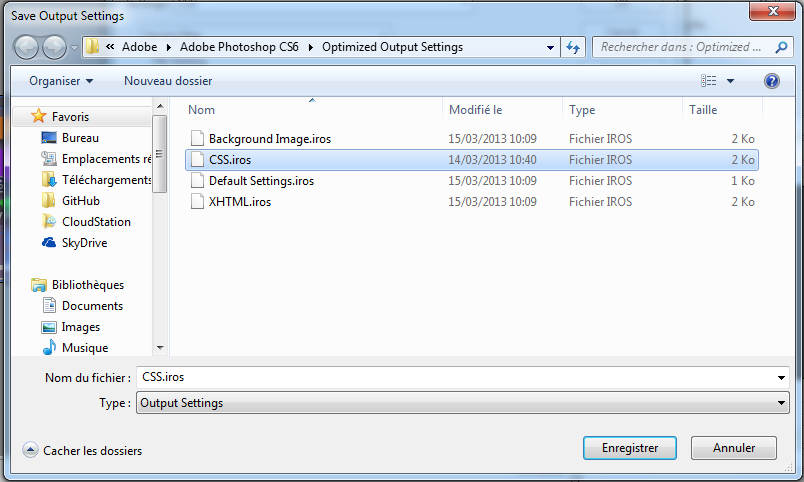 Save Output Settings
« Adobe Adobe Photoshop CS6 Optimized Output Settings
Rechercher dans : Optimized ...
Organiser Nouveau dossier
Nom Modifié le Type Taille
Favoris
Bureau
Emplacements ré
Téléchargements
GitHub
CloudStation
SkyDrive
Bibliothèques
Documents
Images
Musique
Background Image.iros 15/03/2013 10:09 Fichier IROS 2 Ko
CSS.iros 14/03/2013 10:40 Fichier IROS 2 Ko
Default Settings.iros 15/03/2013 10:09 Fichier IROS 1 Ko
XHTML.iros 15/03/2013 10:09 Fichier IROS 2 Ko
Nom du fichier : CSS.iros
Type : Output Settings
Cacher les dossiers
Enregistrer Annuler